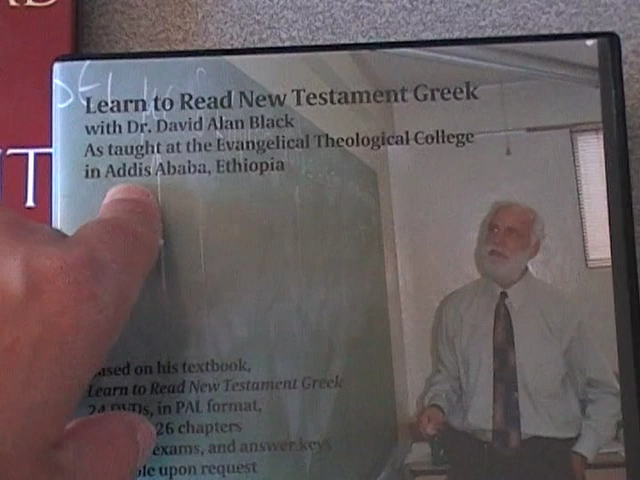 Learn to Read New Testament Greek
with Dr. David Alan Black
As taught at the Evangelical Theological College
in Addis Ababa, Ethiopia
on his textbook,
Learn to Read New Testament Greek
24 DVDs, in PAL format,
26 chapters
exams, and answer keys
upon request